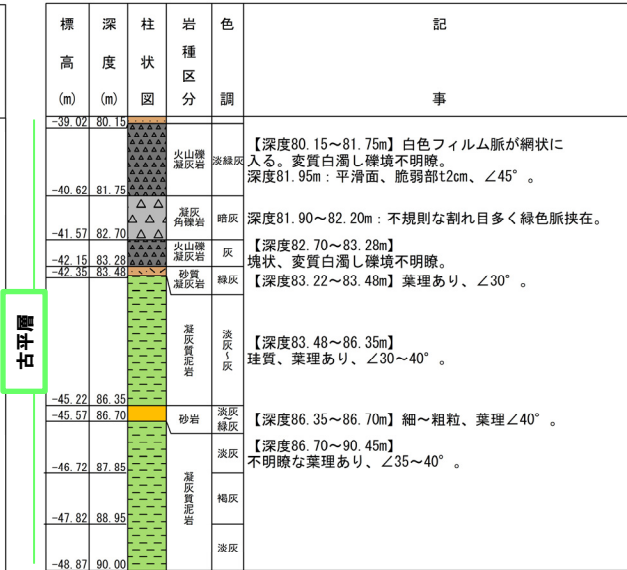 標高(m) 深度(m) 柱状図 岩種区分 色調 記事
古平層
-39.02 80.15
火山礫凝灰岩 淡緑灰
【深度80.15～81.75m】白色フィルム脈が網状に
入る。変質白濁し礫境不明瞭。
深度81.95m：平滑面、脆弱部t2cm、∠45°。
-40.62 81.75
凝灰角礫岩 暗灰
深度81.90～82.20m：不規則な割れ目多く緑色脈挟在。
-41.57 82.70
火山礫凝灰岩 灰
【深度82.70～83.28m】
塊状、変質白濁し礫境不明瞭。
-42.15 83.28
砂質凝灰岩 緑灰
【深度83.22～83.48m】葉理あり、∠30°。
-42.35 83.48
凝灰質泥岩 淡灰～灰
【深度83.48～86.35m】
珪質、葉理あり、∠30～40°。
-45.22 86.35
砂岩 淡灰～緑灰
【深度86.35～86.70m】細～粗粒、葉理∠40°。
-45.57 86.70
凝灰質泥岩 淡灰
【深度86.70～90.45m】
不明瞭な葉理あり、∠35～40°。
-46.72 87.85
褐灰
-47.82 88.95
淡灰
-48.87 90.00